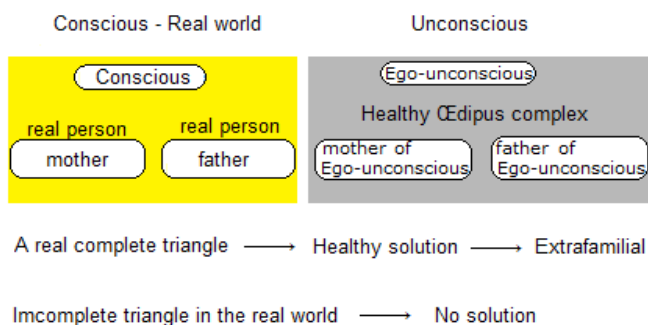 Conscious - Real world
Unconscious
Conscious
real person
mother
real person
father
Ego-unconscious
Healthy Œdipus complex
mother of
Ego-unconscious
father of
Ego-unconscious
A real complete triangle ⟶ Healthy solution ⟶ Extrafamilial
Imcomplete triangle in the real world ⟶ No solution